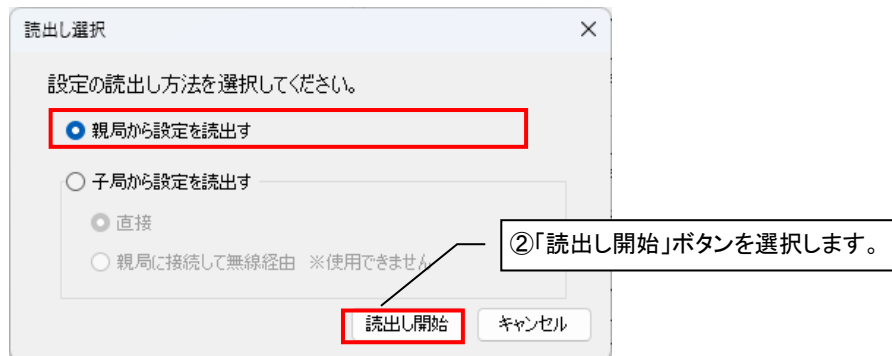 読出し選択
設定の読出し方法を選択してください。
親局から設定を読出す
子局から設定を読出す
直接
親局に接続して無線経由 ※使用できません
②「読出し開始」ボタンを選択します。
読出し開始 キャンセル